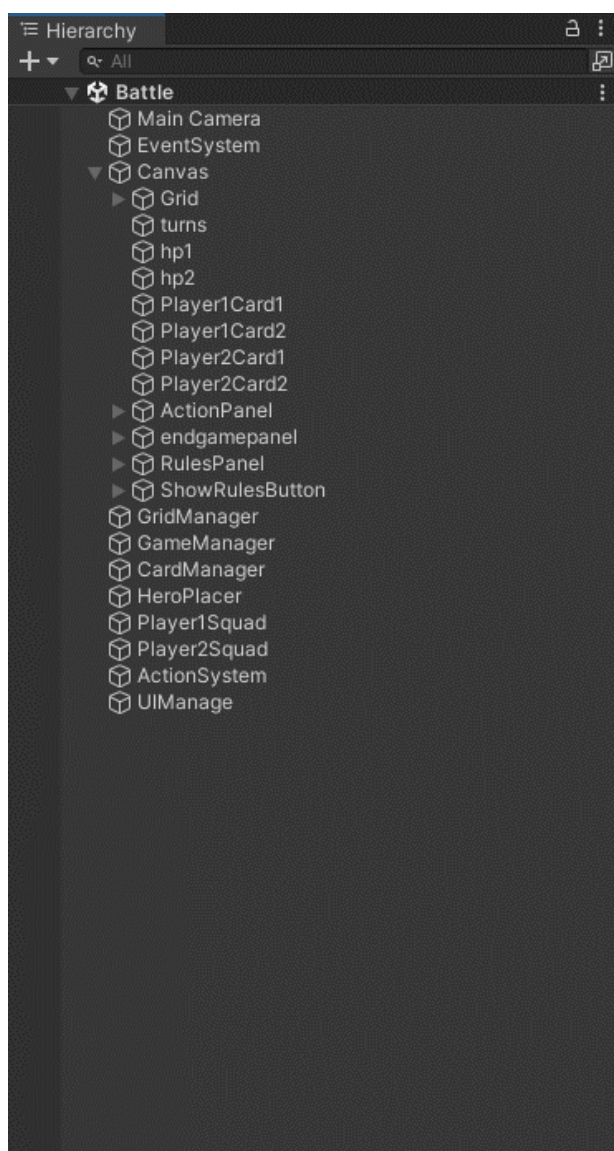 Hierarchy
All
Battle
Main Camera
EventSystem
Canvas
Grid
turns
hp1
hp2
Player1Card1
Player1Card2
Player2Card1
Player2Card2
ActionPanel
endgamepanel
RulesPanel
ShowRulesButton
GridManager
GameManager
CardManager
HeroPlacer
Player1Squad
Player2Squad
ActionSystem
UIManage